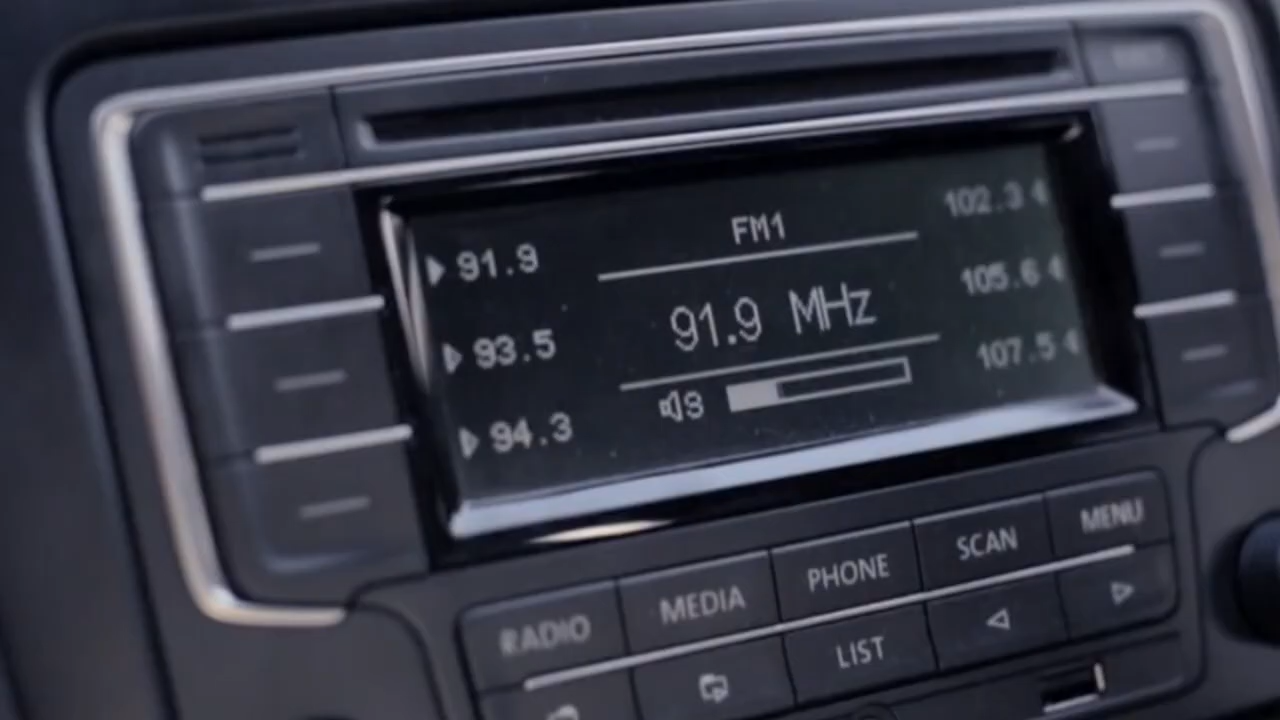 FM1
91.9
93.5
94.3
91.9 MHz
8
102.3
105.6
107.5
RADIO
MEDIA
PHONE
SCAN
MENU
LIST